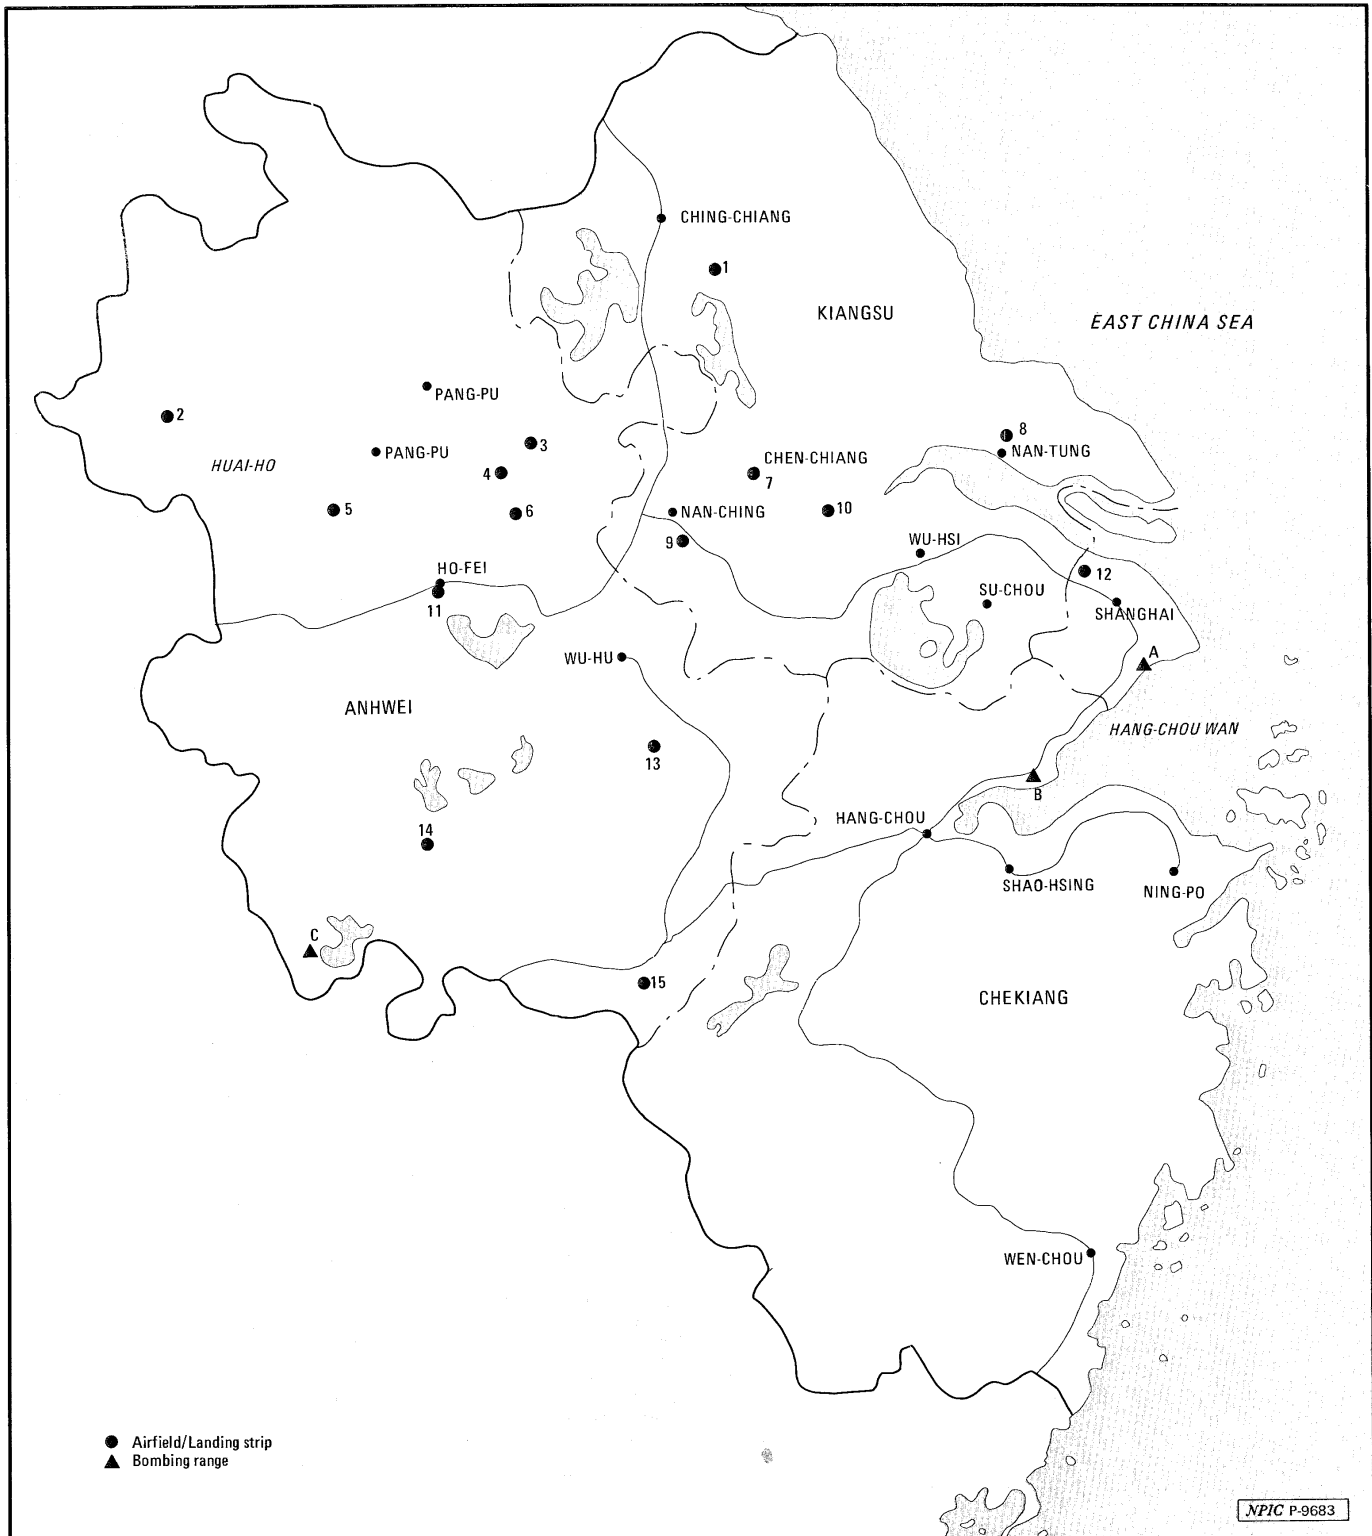 CHING-CHIANG
1
KIANGSU
EAST CHINA SEA
PANG-PU
2
8
3
NAN-TUNG
PANG-PU
CHEN-CHIANG
HUAI-HO
4
7
5
6
NAN-CHING
10
9
WU-HSI
HO-FEI
12
11
SU-CHOU
SHANGHAI
WU-HU
A
ANHWEI
HANG-CHOU WAN
13
B
HANG-CHOU
14
SHAO-HSING
NING-PO
C
15
CHEKIANG
WEN-CHOU
Airfield/Landing strip
Bombing range
NPIC P-9683